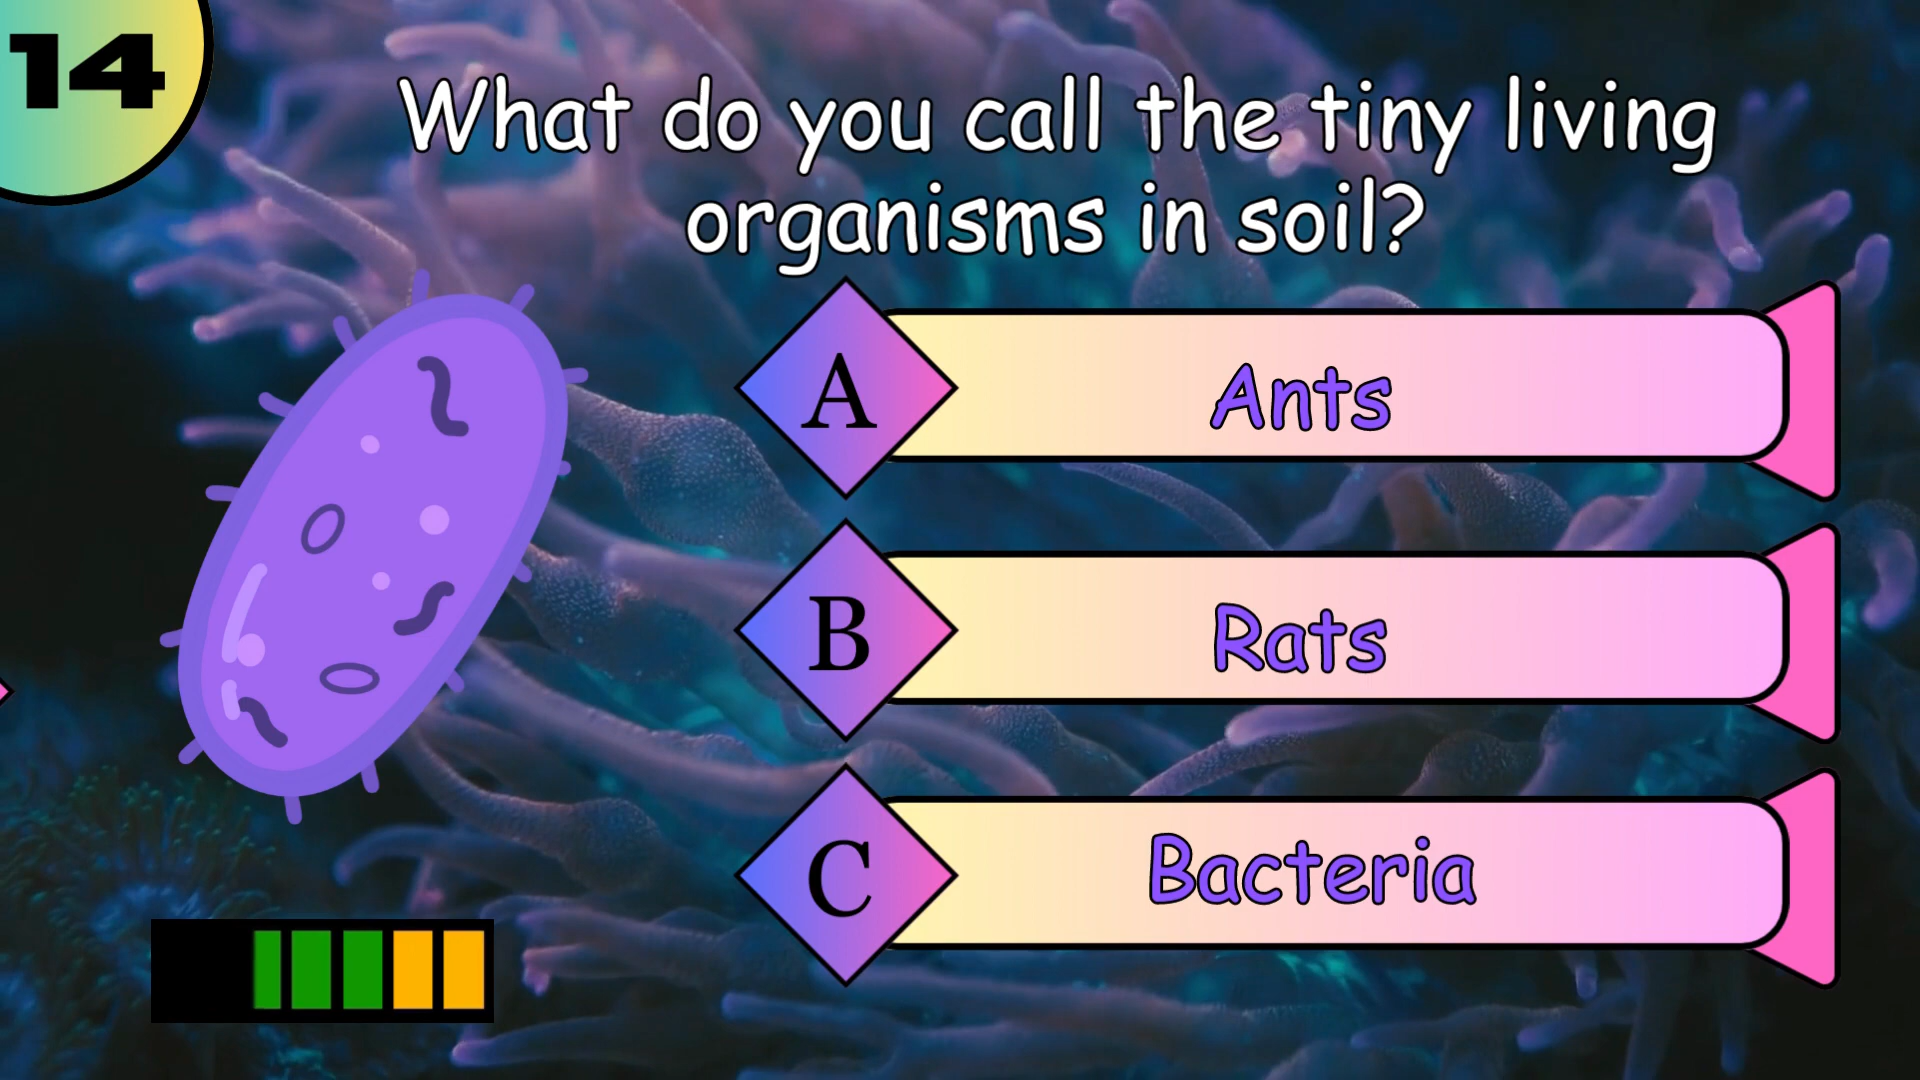 14
What do you call the tiny living
organisms in soil?
A
Ants
B
Rats
C
Bacteria